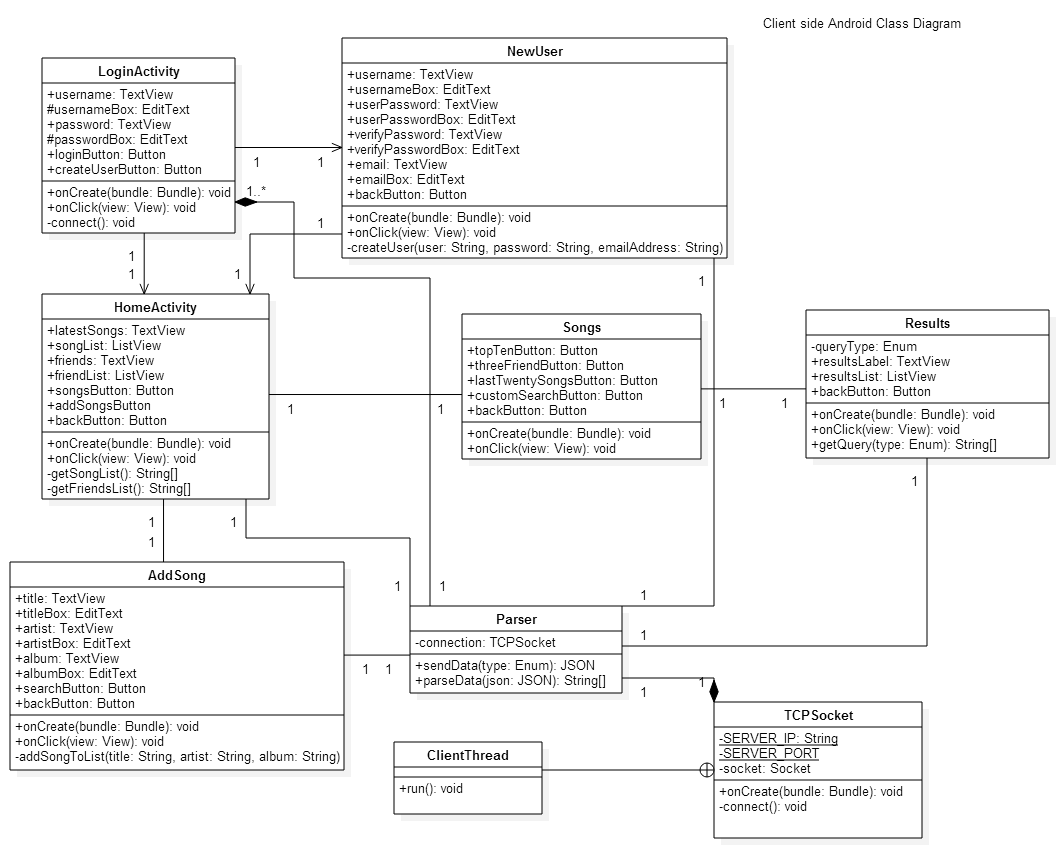 Client side Android Class Diagram
LoginActivity
+username: TextView
#usernameBox: EditText
+password: TextView
#passwordBox: EditText
+loginButton: Button
+createUserButton: Button
+onCreate(bundle: Bundle): void
+onClick(view: View): void
-connect(): void
NewUser
+username: TextView
+usernameBox: EditText
+userPassword: TextView
+userPasswordBox: EditText
+verifyPassword: TextView
+verifyPasswordBox: EditText
+email: TextView
+emailBox: EditText
+backButton: Button
+onCreate(bundle: Bundle): void
+onClick(view: View): void
-createUser(user: String, password: String, emailAddress: String)
1
1
1..*
1
1
1
1
1
HomeActivity
+latestSongs: TextView
+songList: ListView
+friends: TextView
+friendList: ListView
+songsButton: Button
+addSongsButton
+backButton: Button
+onCreate(bundle: Bundle): void
+onClick(view: View): void
-getSongList(): String[]
-getFriendsList(): String[]
Songs
+topTenButton: Button
+threeFriendButton: Button
+lastTwentySongsButton: Button
+customSearchButton: Button
+backButton: Button
+onCreate(bundle: Bundle): void
+onClick(view: View): void
Results
-queryType: Enum
+resultsLabel: TextView
+resultsList: ListView
+backButton: Button
+onCreate(bundle: Bundle): void
+onClick(view: View): void
+getQuery(type: Enum): String[]
1
1
1
1
1
1
1
1
AddSong
+title: TextView
+titleBox: EditText
+artist: TextView
+artistBox: EditText
+album: TextView
+albumBox: EditText
+searchButton: Button
+backButton: Button
+onCreate(bundle: Bundle): void
+onClick(view: View): void
-addSongToList(title: String, artist: String, album: String)
1
1
1
1
Parser
-connection: TCPSocket
+sendData(type: Enum): JSON
+parseData(json: JSON): String[]
1
1
1
1
TCPSocket
-SERVER_IP: String
-SERVER_PORT
-socket: Socket
+onCreate(bundle: Bundle): void
-connect(): void
ClientThread
+run(): void